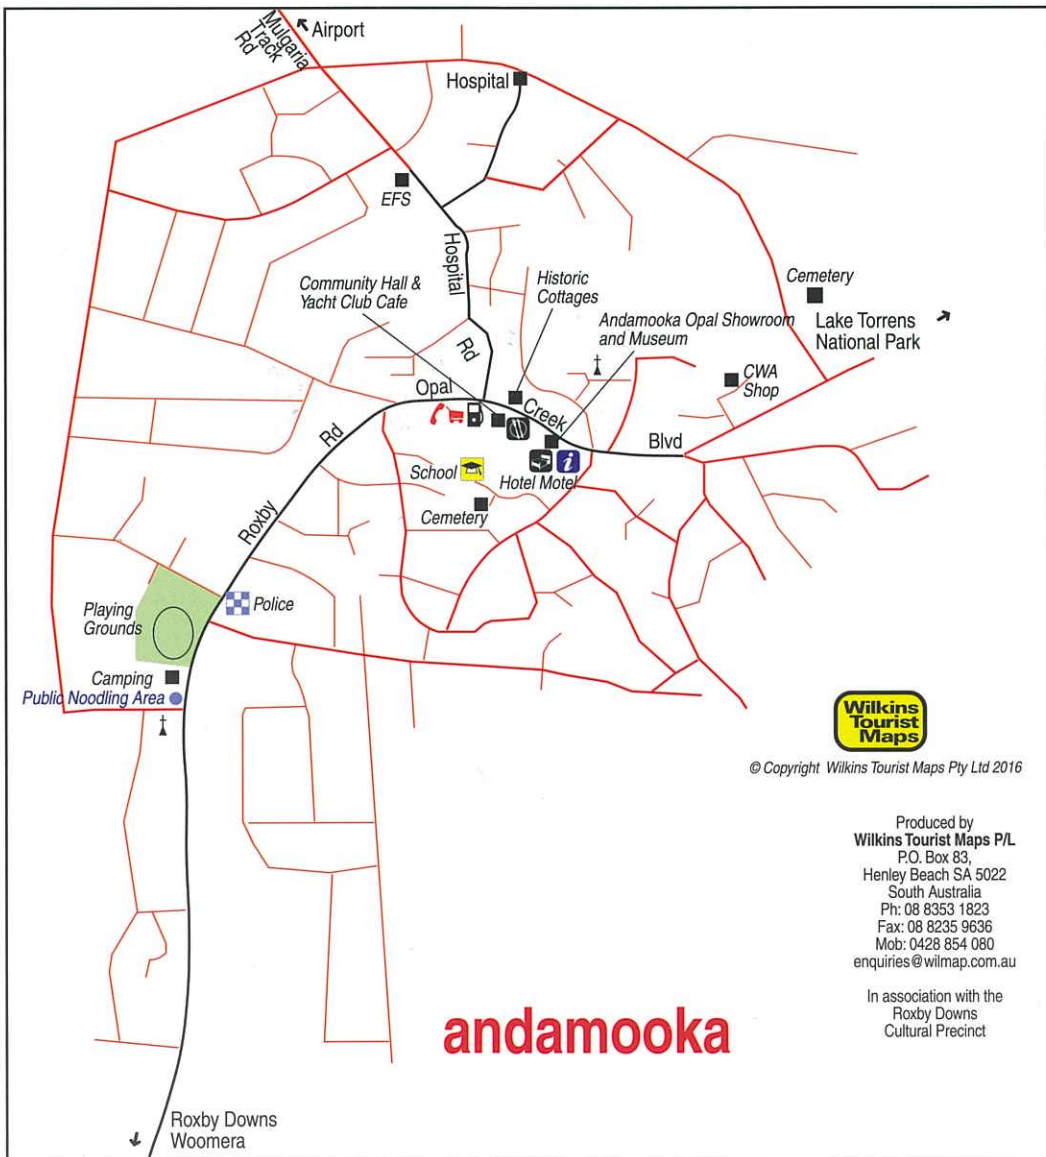 Airport
Mulgaria
Track
Rd
Hospital
EFS
Hospital
Rd
Community Hall &
Yacht Club Cafe
Historic
Cottages
Andamooka Opal Showroom
and Museum
Cemetery
Lake Torrens
National Park
CWA
Shop
Opal
Creek
Blvd
Rd
Roxby
School
Hotel Motel
i
Cemetery
Police
Playing
Grounds
Camping
Public Noodling Area
Wilkins
Tourist
Maps
© Copyright Wilkins Tourist Maps Pty Ltd 2016
Produced by
Wilkins Tourist Maps P/L
P.O. Box 83,
Henley Beach SA 5022
South Australia
Ph: 08 8353 1823
Fax: 08 8235 9636
Mob: 0428 854 080
enquiries@wilmap.com.au
In association with the
Roxby Downs
Cultural Precinct
andamooka
Roxby Downs
Woomera